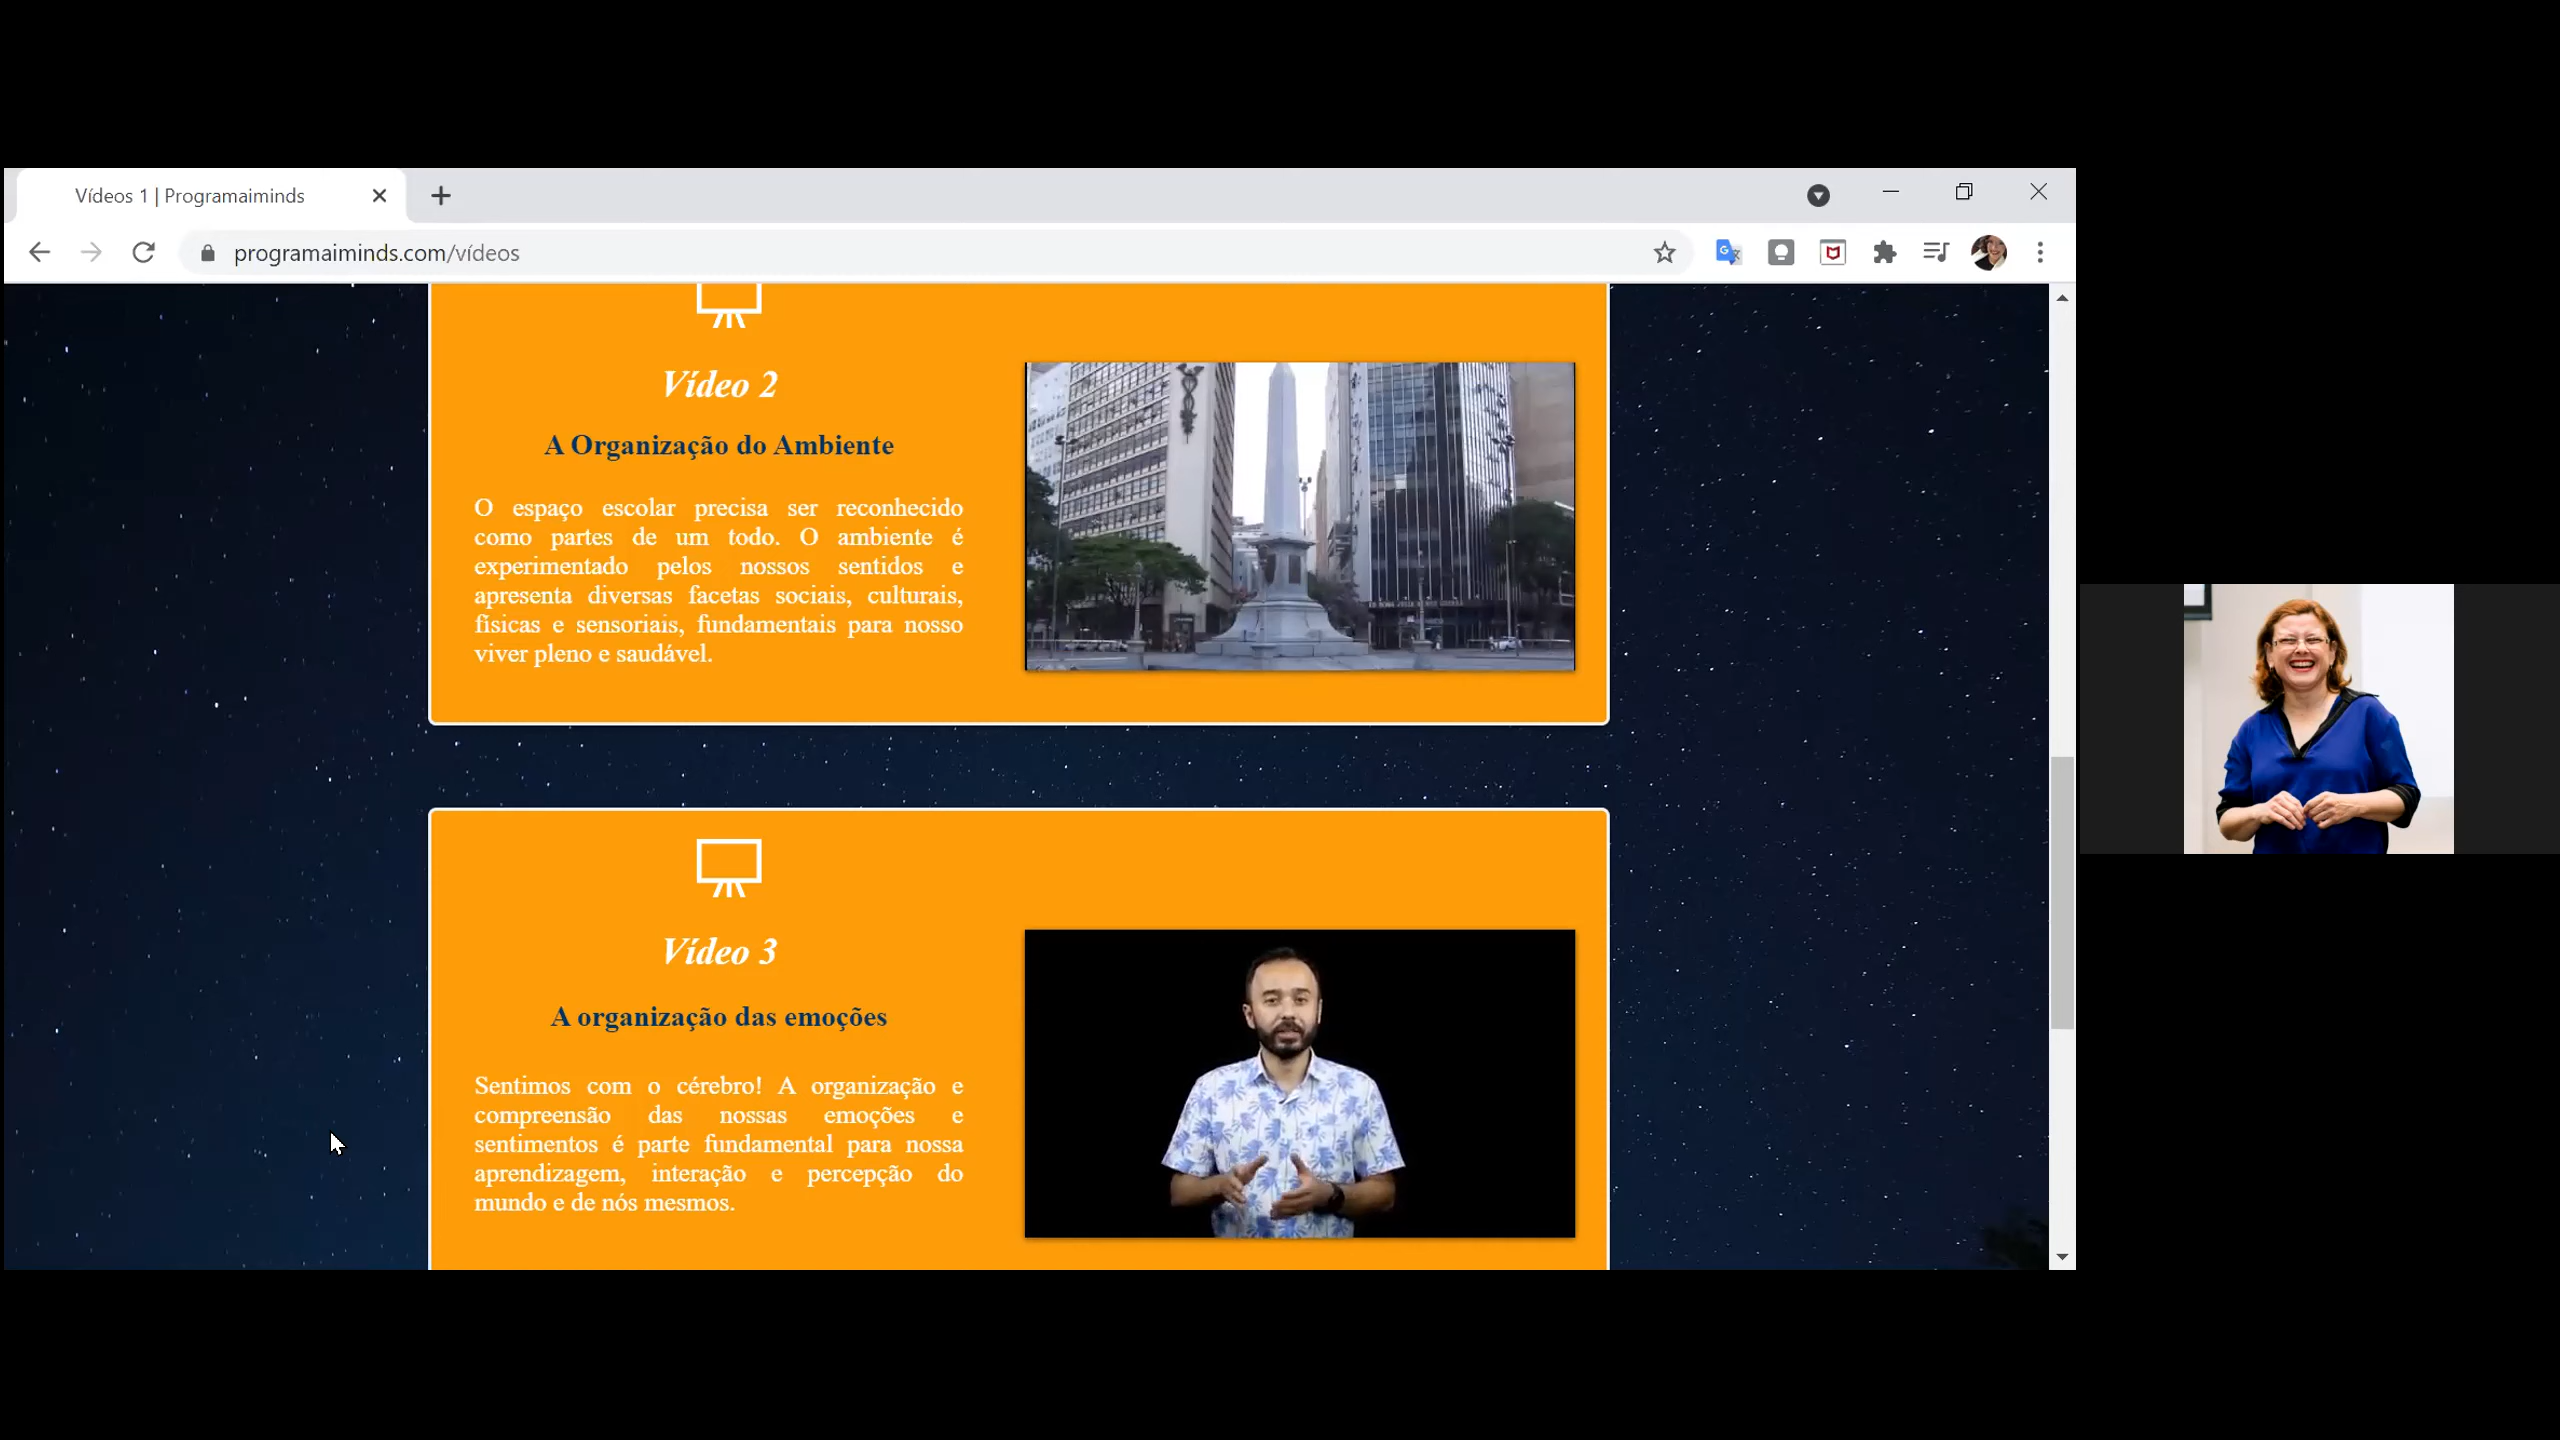 Vídeos 1 | Programaiminds
programaiminds.com/vídeos
Vídeo 2
A Organização do Ambiente
O espaço escolar precisa ser reconhecido
como partes de um todo. O ambiente é
experimentado pelos nossos sentidos e
apresenta diversas facetas sociais, culturais,
físicas e sensoriais, fundamentais para nosso
viver pleno e saudável.
Vídeo 3
A organização das emoções
Sentimos com o cérebro! A organização e
compreensão das nossas emoções e
sentimentos é parte fundamental para nossa
aprendizagem, interação e percepção do
mundo e de nós mesmos.